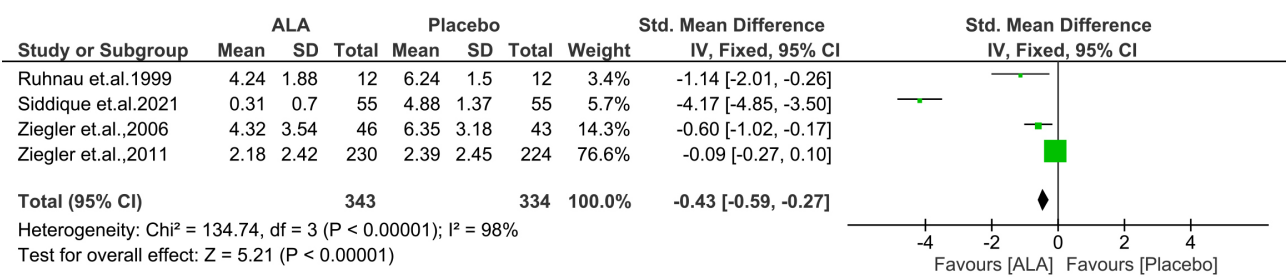 ALA Placebo Std. Mean Difference Std. Mean Difference
Study or Subgroup Mean SD Total Mean SD Total Weight IV, Fixed, 95% CI IV, Fixed, 95% CI
Ruhnau et.al.1999 4.24 1.88 12 6.24 1.5 12 3.4% -1.14 [-2.01, -0.26]
Siddique et.al.2021 0.31 0.7 55 4.88 1.37 55 5.7% -4.17 [-4.85, -3.50]
Ziegler et.al.,2006 4.32 3.54 46 6.35 3.18 43 14.3% -0.60 [-1.02, -0.17]
Ziegler et.al.,2011 2.18 2.42 230 2.39 2.45 224 76.6% -0.09 [-0.27, 0.10]
Total (95% CI) 343 334 100.0% -0.43 [-0.59, -0.27]
Heterogeneity: Chi² = 134.74, df = 3 (P < 0.00001); I² = 98%
Test for overall effect: Z = 5.21 (P < 0.00001)
-4 -2 0 2 4
Favours [ALA] Favours [Placebo]